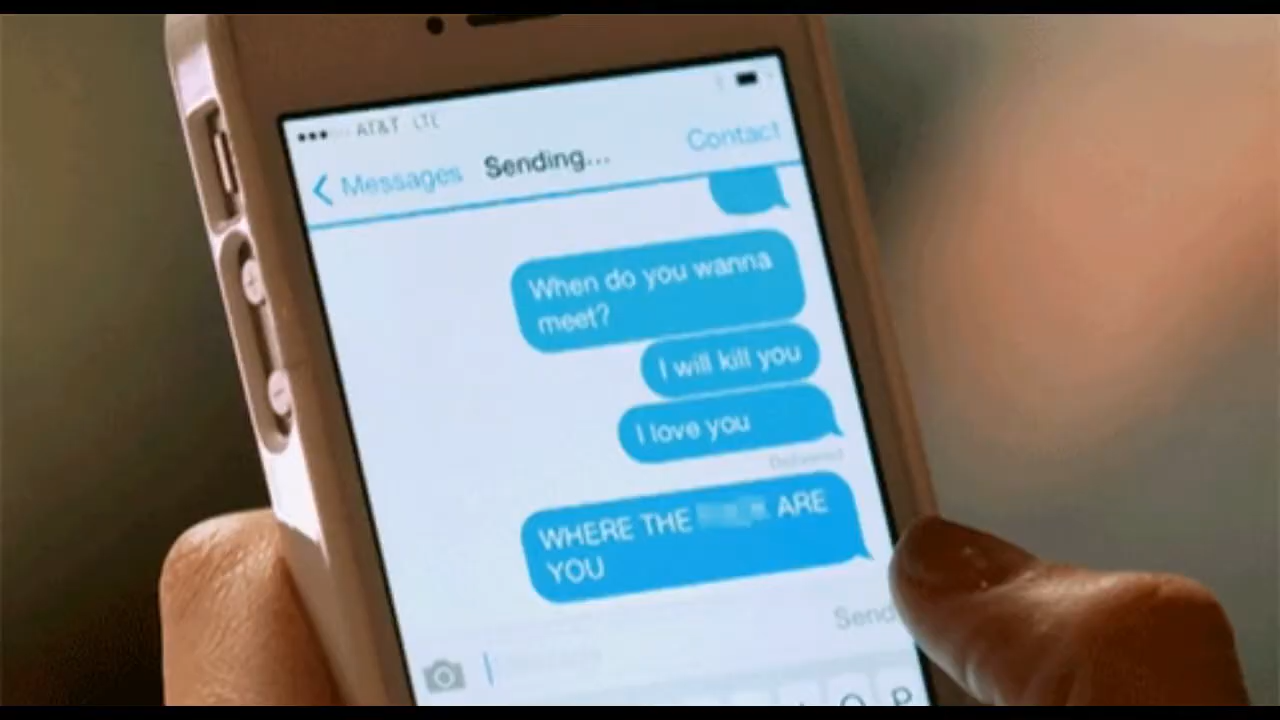 AT&T LTE
Messages Sending... Contact
When do you wanna
meet?
I will kill you
I love you
Delivered
WHERE THE ARE
YOU
Send
O P